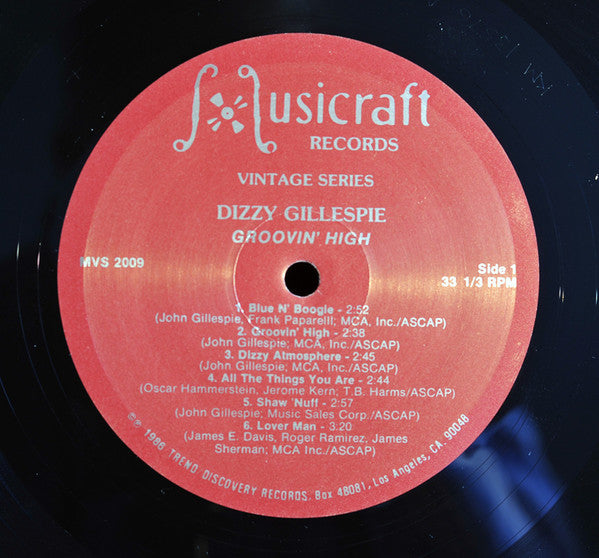 Musicraft
RECORDS
VINTAGE SERIES
DIZZY GILLESPIE
GROOVIN' HIGH
MVS 2009
Side 1
33 1/3 RPM
1. Blue N' Boogie - 2:52
(John Gillespie, Frank Paparelli; MCA, Inc./ASCAP)
2. Groovin' High - 2:38
(John Gillespie; MCA, Inc./ASCAP)
3. Dizzy Atmosphere - 2:45
(John Gillespie; MCA, Inc./ASCAP)
4. All The Things You Are - 2:44
(Oscar Hammerstein, Jerome Kern; T.B. Harms/ASCAP)
5. Shaw 'Nuff - 2:57
(John Gillespie; Music Sales Corp./ASCAP)
6. Lover Man - 3.20
(James E. Davis, Roger Ramirez, James
Sherman; MCA Inc./ASCAP)
©℗ 1986 TREND DISCOVERY RECORDS, Box 48081, Los Angeles, CA. 90048